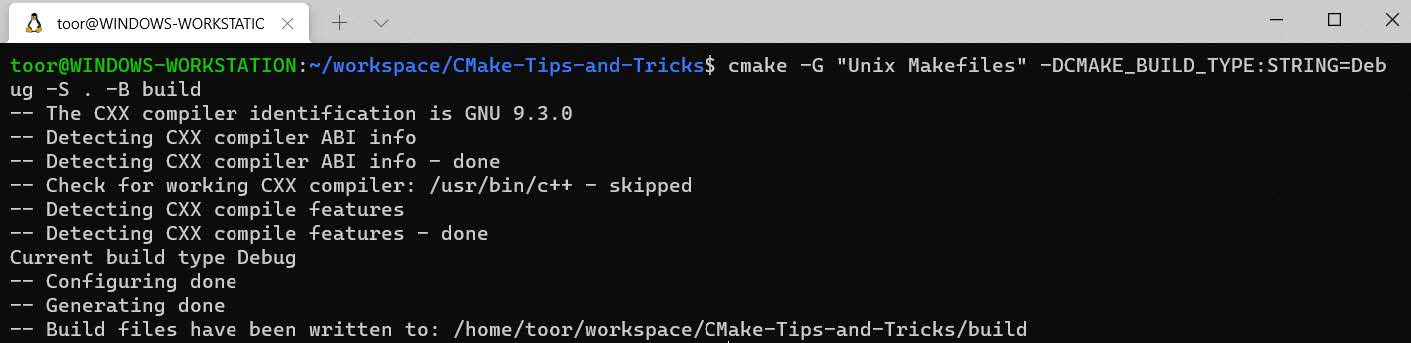 toor@WINDOWS-WORKSTATIC
toor@WINDOWS-WORKSTATION:~/workspace/CMake-Tips-and-Tricks$ cmake -G "Unix Makefiles" -DCMAKE_BUILD_TYPE:STRING=Deb
ug -S . -B build
-- The CXX compiler identification is GNU 9.3.0
-- Detecting CXX compiler ABI info
-- Detecting CXX compiler ABI info - done
-- Check for working CXX compiler: /usr/bin/c++ - skipped
-- Detecting CXX compile features
-- Detecting CXX compile features - done
Current build type Debug
-- Configuring done
-- Generating done
-- Build files have been written to: /home/toor/workspace/CMake-Tips-and-Tricks/build